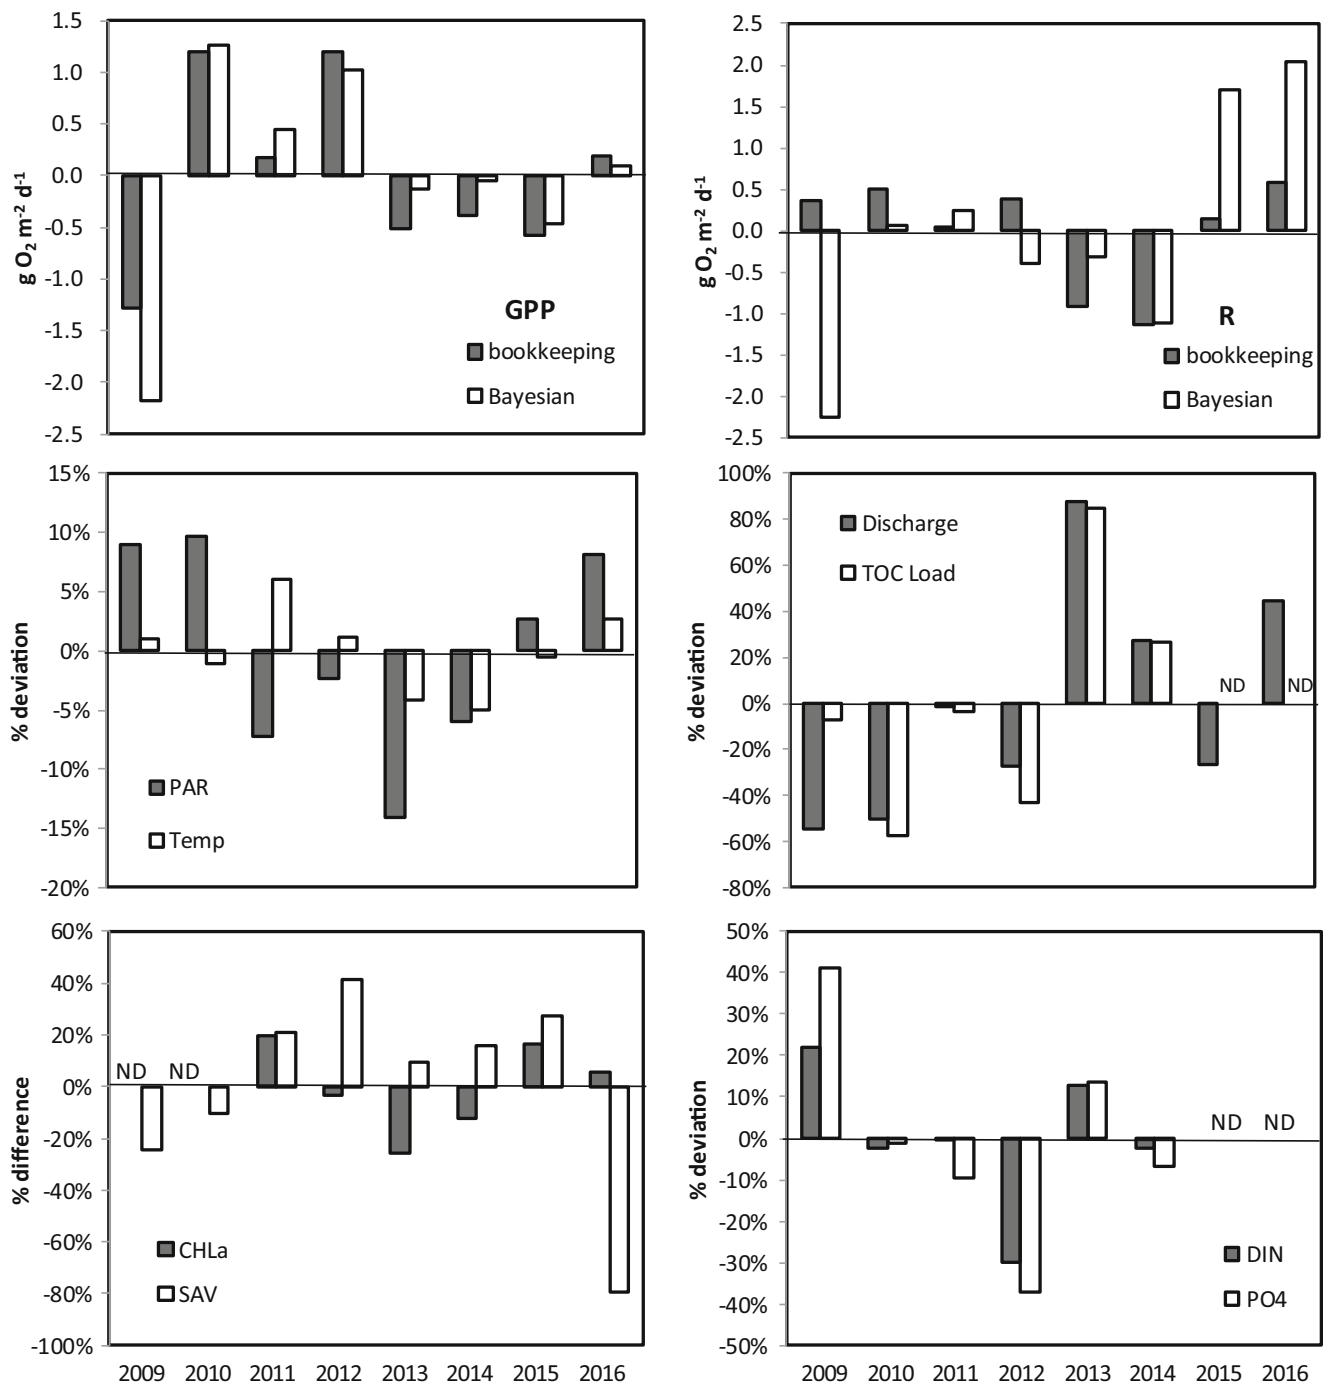 1.5
1.0
0.5
0.0
-0.5
-1.0
-1.5
-2.0
-2.5
g O₂ m⁻² d⁻¹
GPP
bookkeeping
Bayesian
2.5
2.0
1.5
1.0
0.5
0.0
-0.5
-1.0
-1.5
-2.0
-2.5
g O₂ m⁻² d⁻¹
R
bookkeeping
Bayesian
15%
10%
5%
0%
-5%
-10%
-15%
-20%
% deviation
PAR
Temp
100%
80%
60%
40%
20%
0%
-20%
-40%
-60%
-80%
% deviation
Discharge
TOC Load
ND ND
60%
40%
20%
0%
-20%
-40%
-60%
-80%
-100%
% difference
ND ND
CHLa
SAV
2009 2010 2011 2012 2013 2014 2015 2016
50%
40%
30%
20%
10%
0%
-10%
-20%
-30%
-40%
-50%
% deviation
ND ND
DIN
PO4
2009 2010 2011 2012 2013 2014 2015 2016